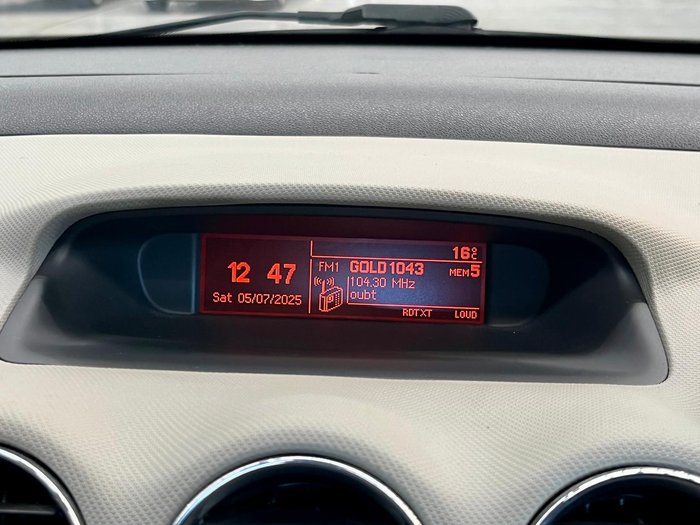 12 47
Sat 05/07/2025
16°C
FM1 GOLD1043 MEM5
104.30 MHz
oubt
RDTXT LOUD